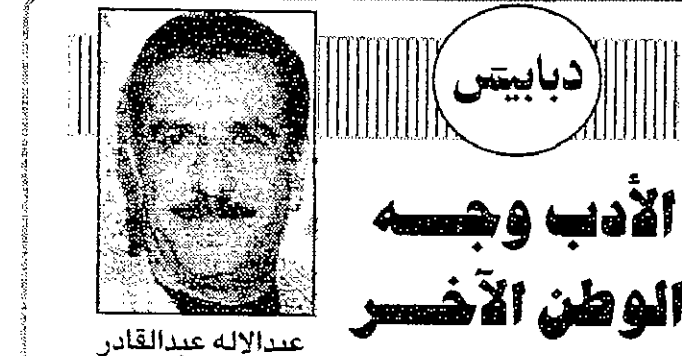 دبابيس
الأدب وجه
الوطن الآخر
عبدالإله عبدالقادر